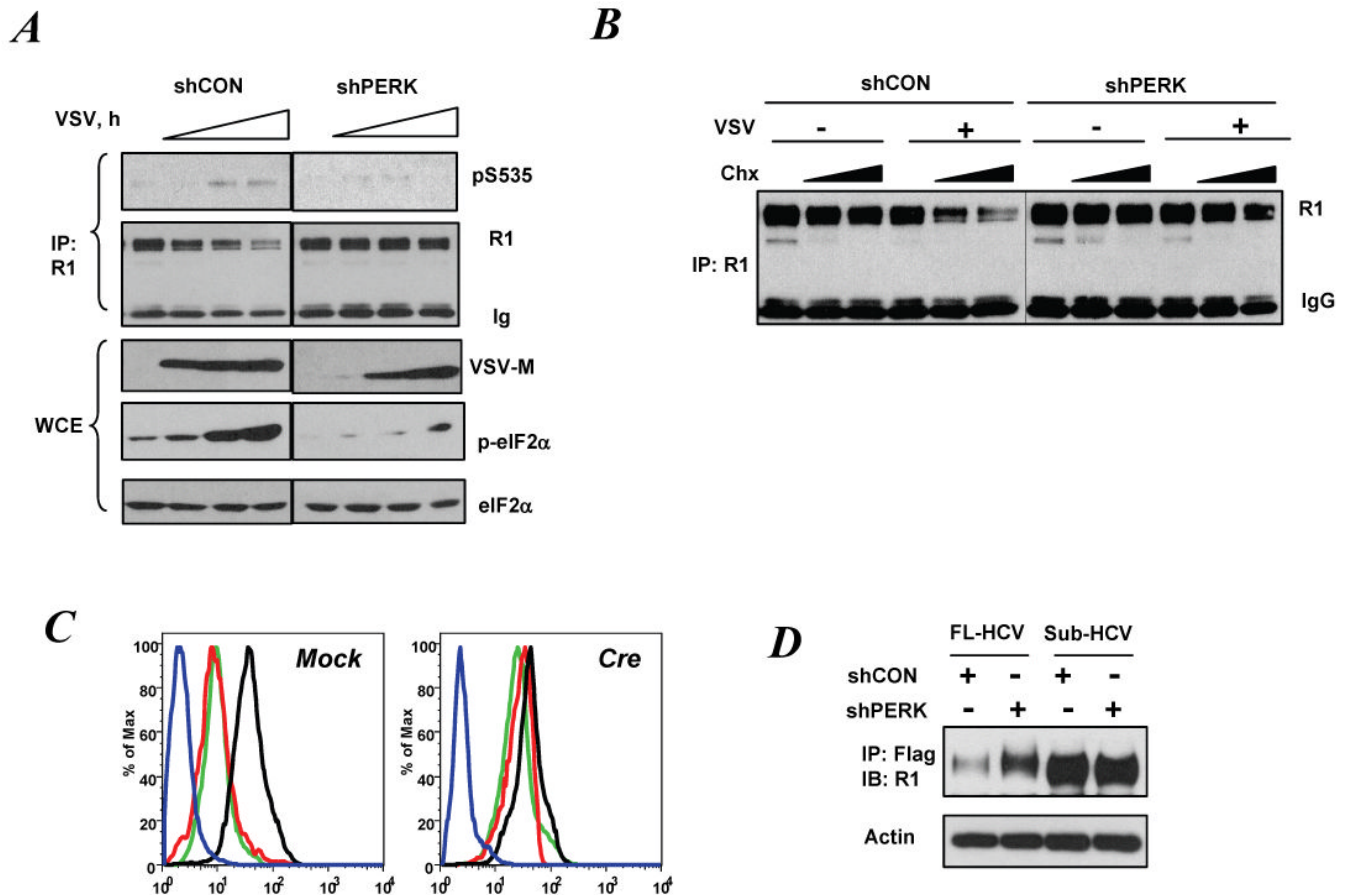 A
shCON shPERK
VSV, h
pS535
IP:
R1
R1
Ig
VSV-M
WCE
p-eIF2α
eIF2α
B
shCON shPERK
VSV - + - +
Chx
R1
IP: R1
IgG
C
Mock Cre
% of Max % of Max
100 80 60 40 20 0
100 80 60 40 20 0
10⁰ 10¹ 10² 10³ 10⁴ 10⁰ 10¹ 10² 10³ 10⁴
D
FL-HCV Sub-HCV
shCON + - + -
shPERK - + - +
IP: Flag
IB: R1
Actin